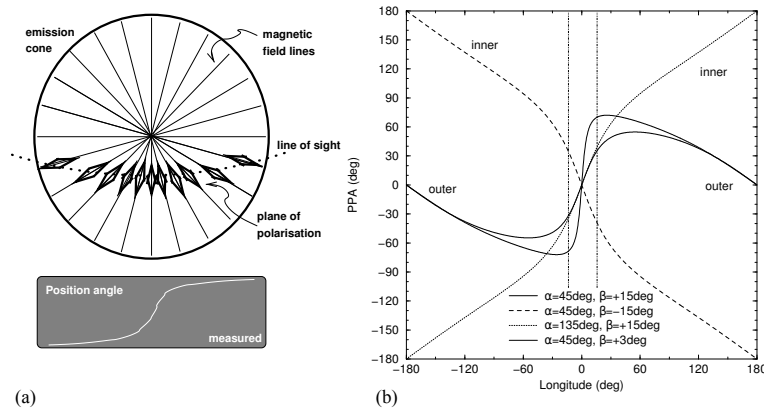 emission
cone
magnetic
field lines
line of sight
plane of
polarisation
Position angle
measured
(a)
180
150
120
90
60
30
0
−30
−60
−90
−120
−150
−180
PPA (deg)
inner
inner
outer
outer
α=45deg, β=+15deg
α=45deg, β=−15deg
α=135deg, β=+15deg
α=45deg, β=+3deg
−180 −120 −60 0 60 120 180
Longitude (deg)
(b)